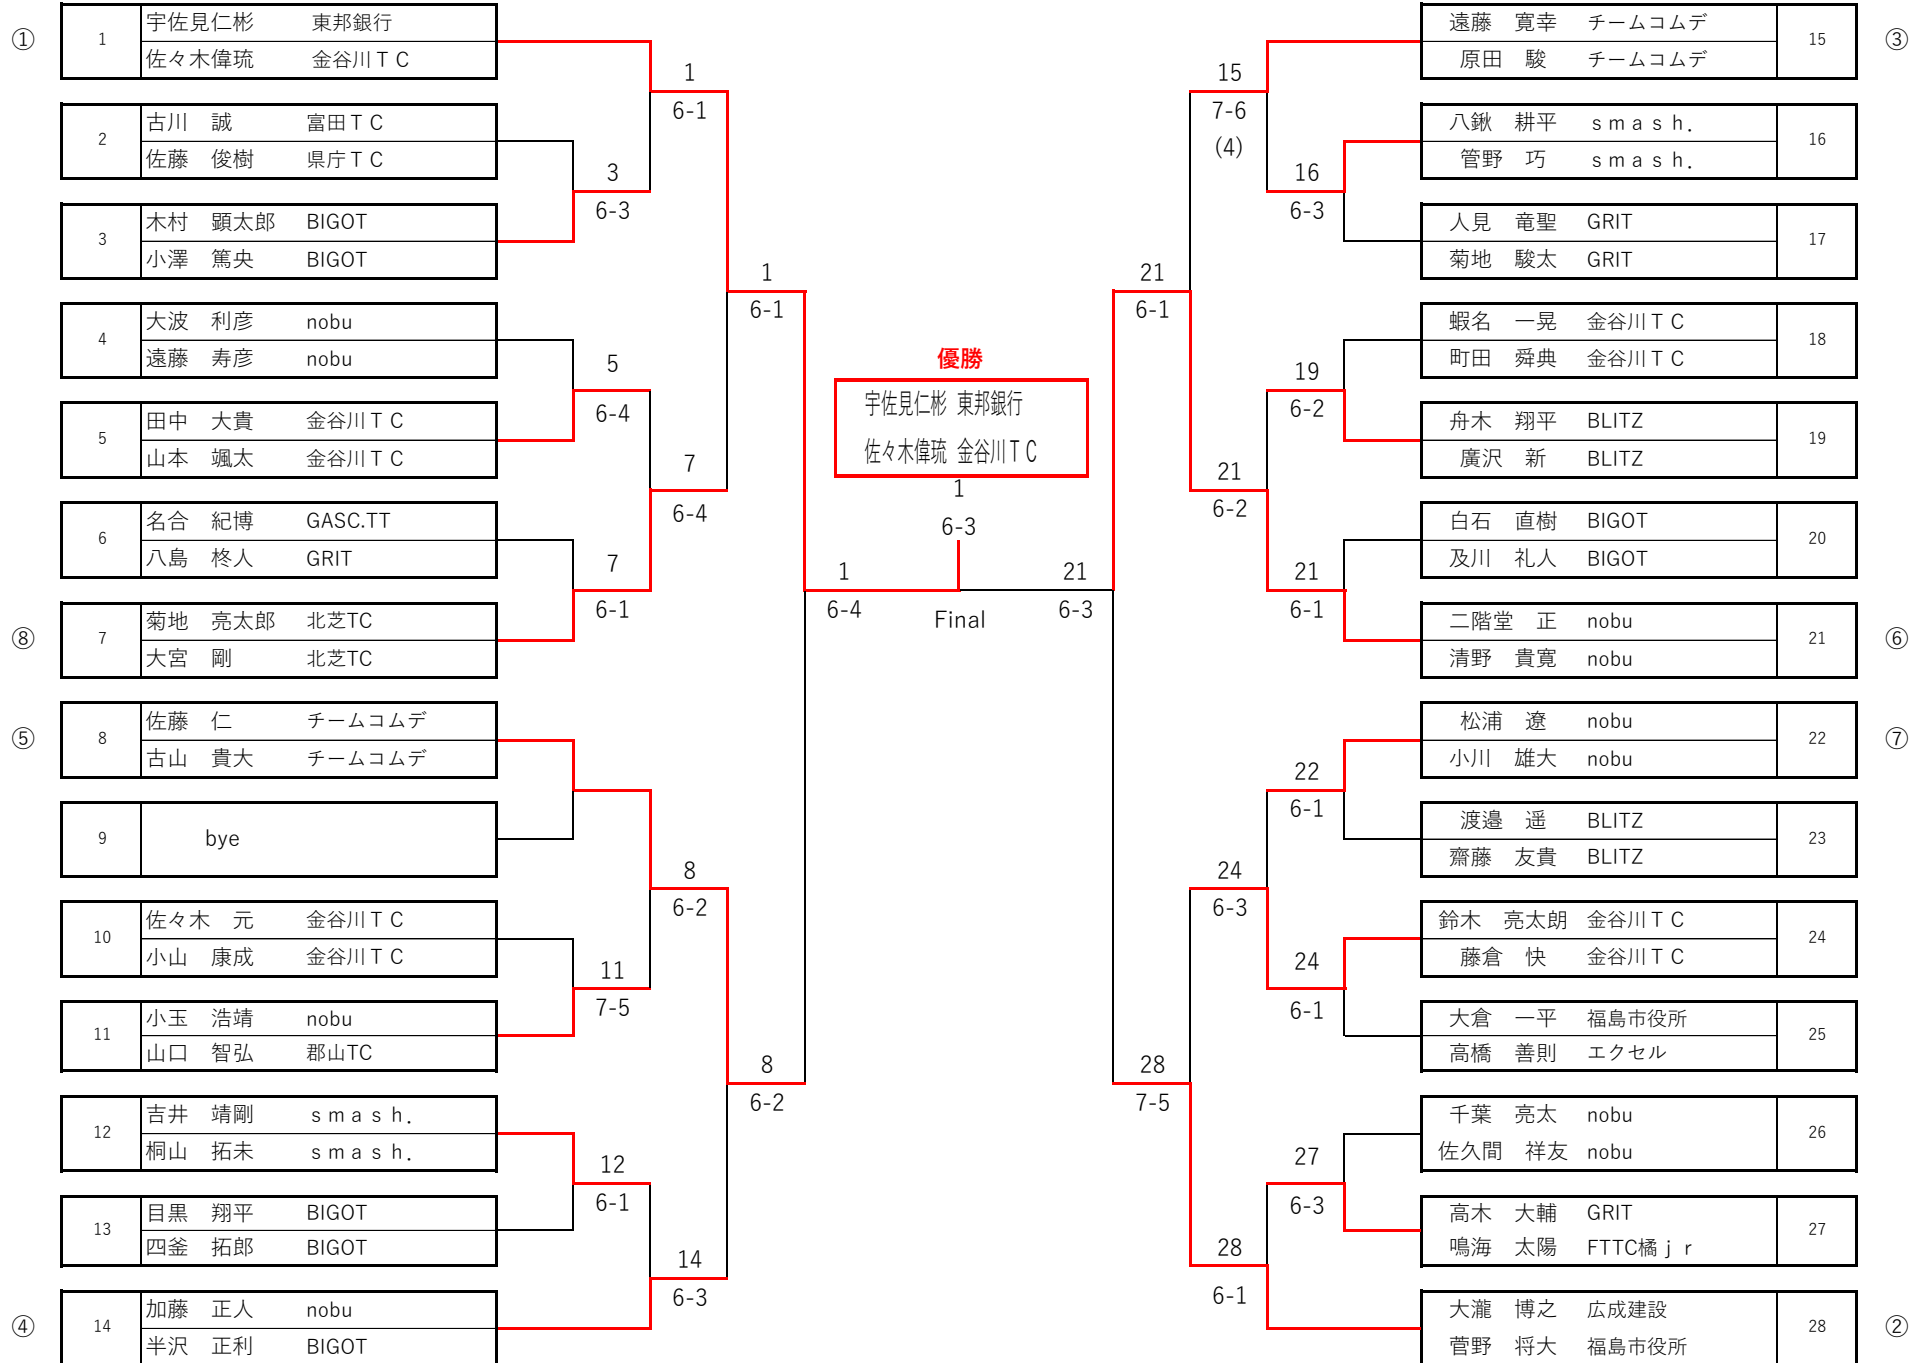 ①
1
宇佐見仁彬 東邦銀行
佐々木偉琉 金谷川ＴＣ
2
古川 誠 富田ＴＣ
佐藤 俊樹 県庁ＴＣ
3
木村 顕太郎 BIGOT
小澤 篤央 BIGOT
4
大波 利彦 nobu
遠藤 寿彦 nobu
5
田中 大貴 金谷川ＴＣ
山本 颯太 金谷川ＴＣ
6
名合 紀博 GASC.TT
八島 柊人 GRIT
⑧
7
菊地 亮太郎 北芝TC
大宮 剛 北芝TC
⑤
8
佐藤 仁 チームコムデ
古山 貴大 チームコムデ
9
bye
10
佐々木 元 金谷川ＴＣ
小山 康成 金谷川ＴＣ
11
小玉 浩靖 nobu
山口 智弘 郡山TC
12
吉井 靖剛 ｓｍａｓｈ．
桐山 拓未 ｓｍａｓｈ．
13
目黒 翔平 BIGOT
四釜 拓郎 BIGOT
④
14
加藤 正人 nobu
半沢 正利 BIGOT
3
6-3
5
6-4
7
6-1
11
7-5
12
6-1
1
6-1
7
6-4
8
6-2
14
6-3
1
6-1
8
6-2
1
6-4
優勝
宇佐見仁彬 東邦銀行
佐々木偉琉 金谷川ＴＣ
1
6-3
Final
21
6-3
21
6-1
28
7-5
15
7-6
(4)
21
6-2
24
6-3
28
6-1
16
6-3
19
6-2
21
6-1
22
6-1
24
6-1
27
6-3
遠藤 寛幸 チームコムデ
原田 駿 チームコムデ
15
③
八鍬 耕平 ｓｍａｓｈ．
管野 巧 ｓｍａｓｈ．
16
人見 竜聖 GRIT
菊地 駿太 GRIT
17
蝦名 一晃 金谷川ＴＣ
町田 舜典 金谷川ＴＣ
18
舟木 翔平 BLITZ
廣沢 新 BLITZ
19
白石 直樹 BIGOT
及川 礼人 BIGOT
20
二階堂 正 nobu
清野 貴寛 nobu
21
⑥
松浦 遼 nobu
小川 雄大 nobu
22
⑦
渡邉 遥 BLITZ
齋藤 友貴 BLITZ
23
鈴木 亮太朗 金谷川ＴＣ
藤倉 快 金谷川ＴＣ
24
大倉 一平 福島市役所
高橋 善則 エクセル
25
千葉 亮太 nobu
佐久間 祥友 nobu
26
高木 大輔 GRIT
鳴海 太陽 FTTC橘ｊｒ
27
大瀧 博之 広成建設
菅野 将大 福島市役所
28
②